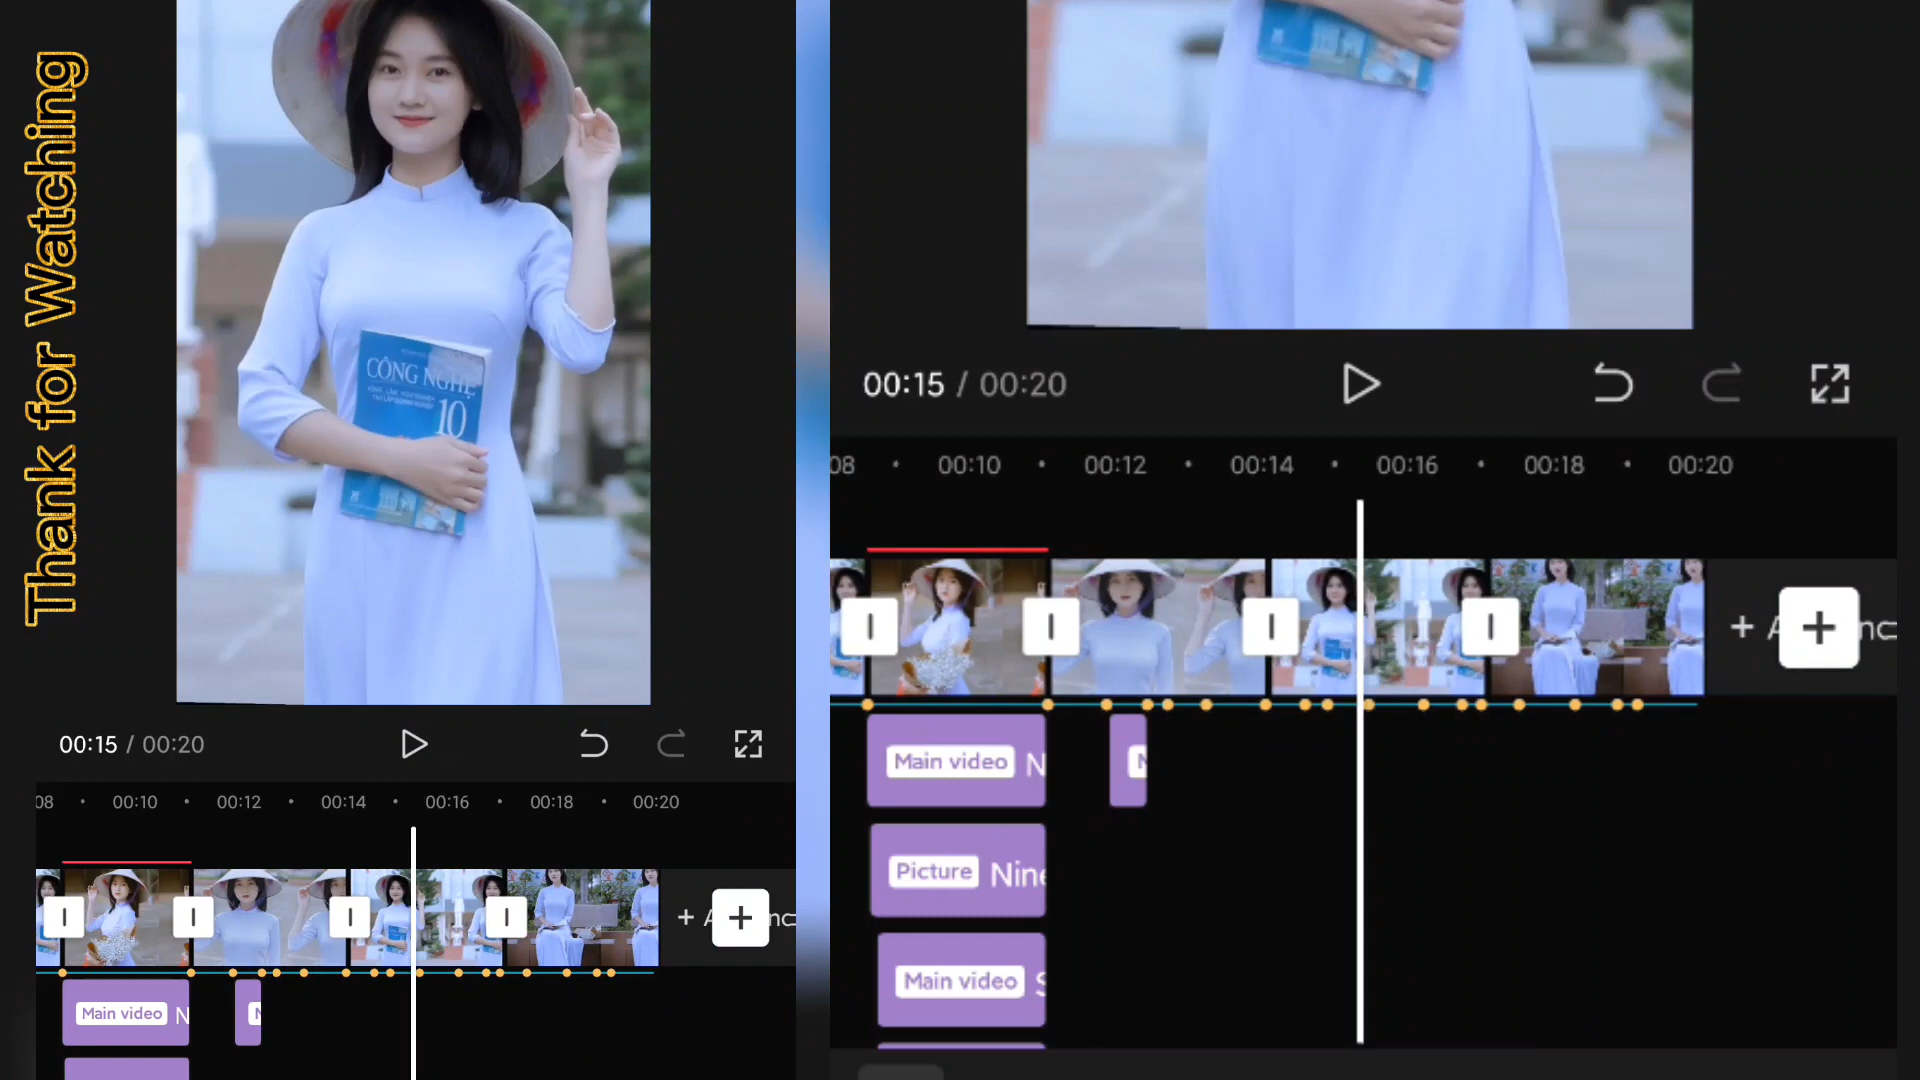 Thank for Watching
CÔNG NGHỆ
10
00:15 / 00:20
08 00:10 00:12 00:14 00:16 00:18 00:20
Main video N
00:15 / 00:20
08 00:10 00:12 00:14 00:16 00:18 00:20
+ A
Main video N
Picture Nine
Main video S